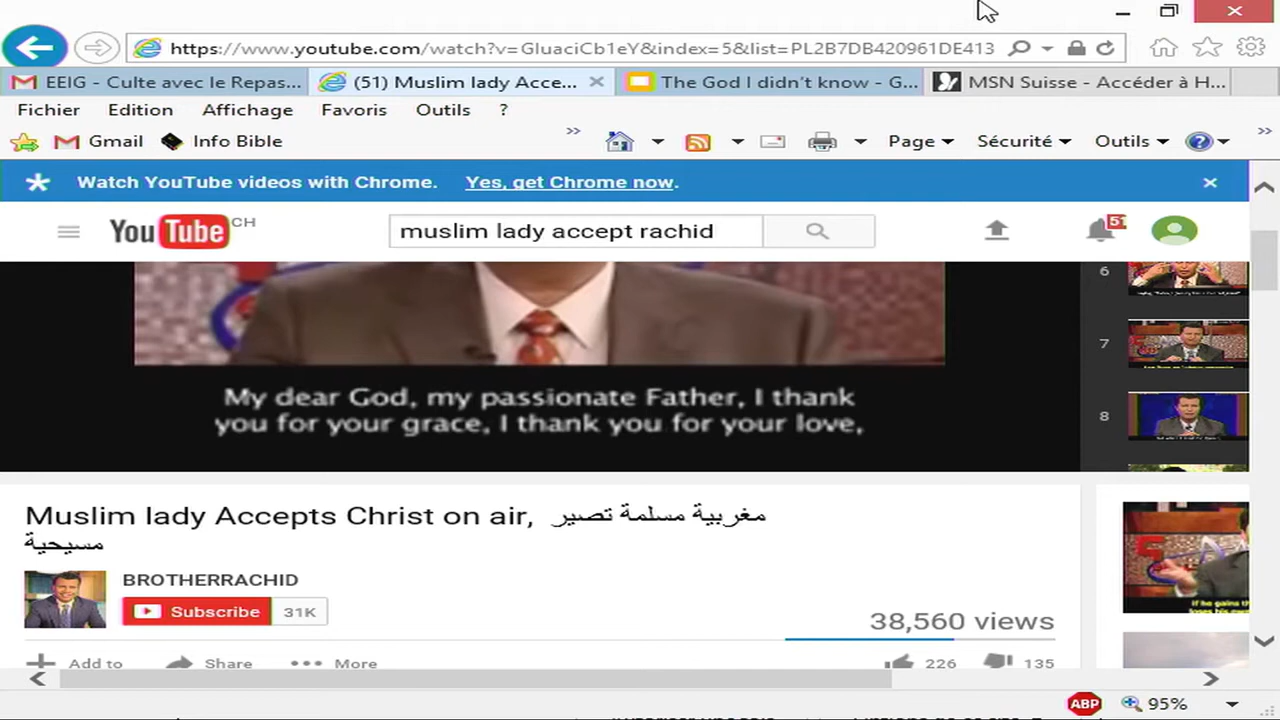 https://www.youtube.com/watch?v=GluaciCb1eY&index=5&list=PL2B7DB420961DE413
EEIG - Culte avec le Repas...
(51) Muslim lady Acce...
The God I didn't know - G...
MSN Suisse - Accéder à H...
Fichier Edition Affichage Favoris Outils ?
Gmail Info Bible Page Sécurité Outils
Watch YouTube videos with Chrome. Yes, get Chrome now.
YouTube CH
muslim lady accept rachid
51
6
7
8
My dear God, my passionate Father, I thank
you for your grace, I thank you for your love,
Muslim lady Accepts Christ on air, مغربية مسلمة تصير
مسيحية
BROTHERRACHID
Subscribe 31K
38,560 views
Add to Share More 226 135
If he gains th
ABP 95%